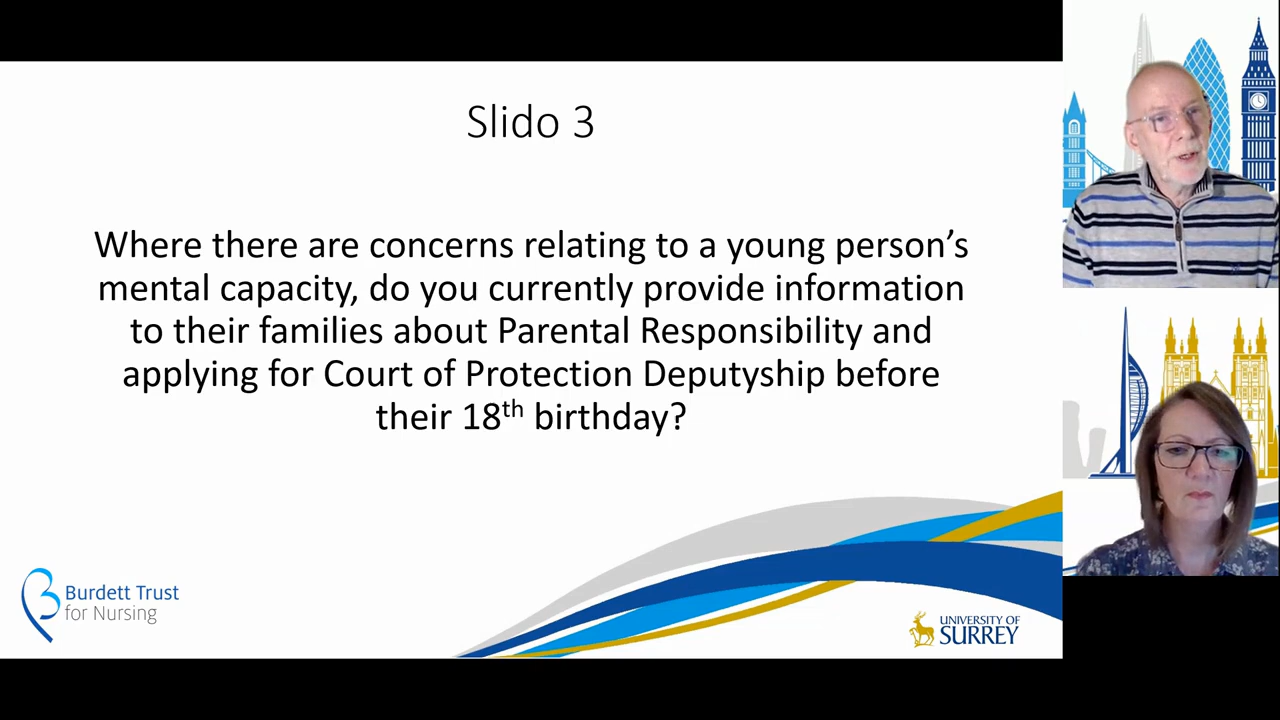 Slido 3
Where there are concerns relating to a young person’s
mental capacity, do you currently provide information
to their families about Parental Responsibility and
applying for Court of Protection Deputyship before
their 18th birthday?
Burdett Trust
for Nursing
UNIVERSITY OF
SURREY